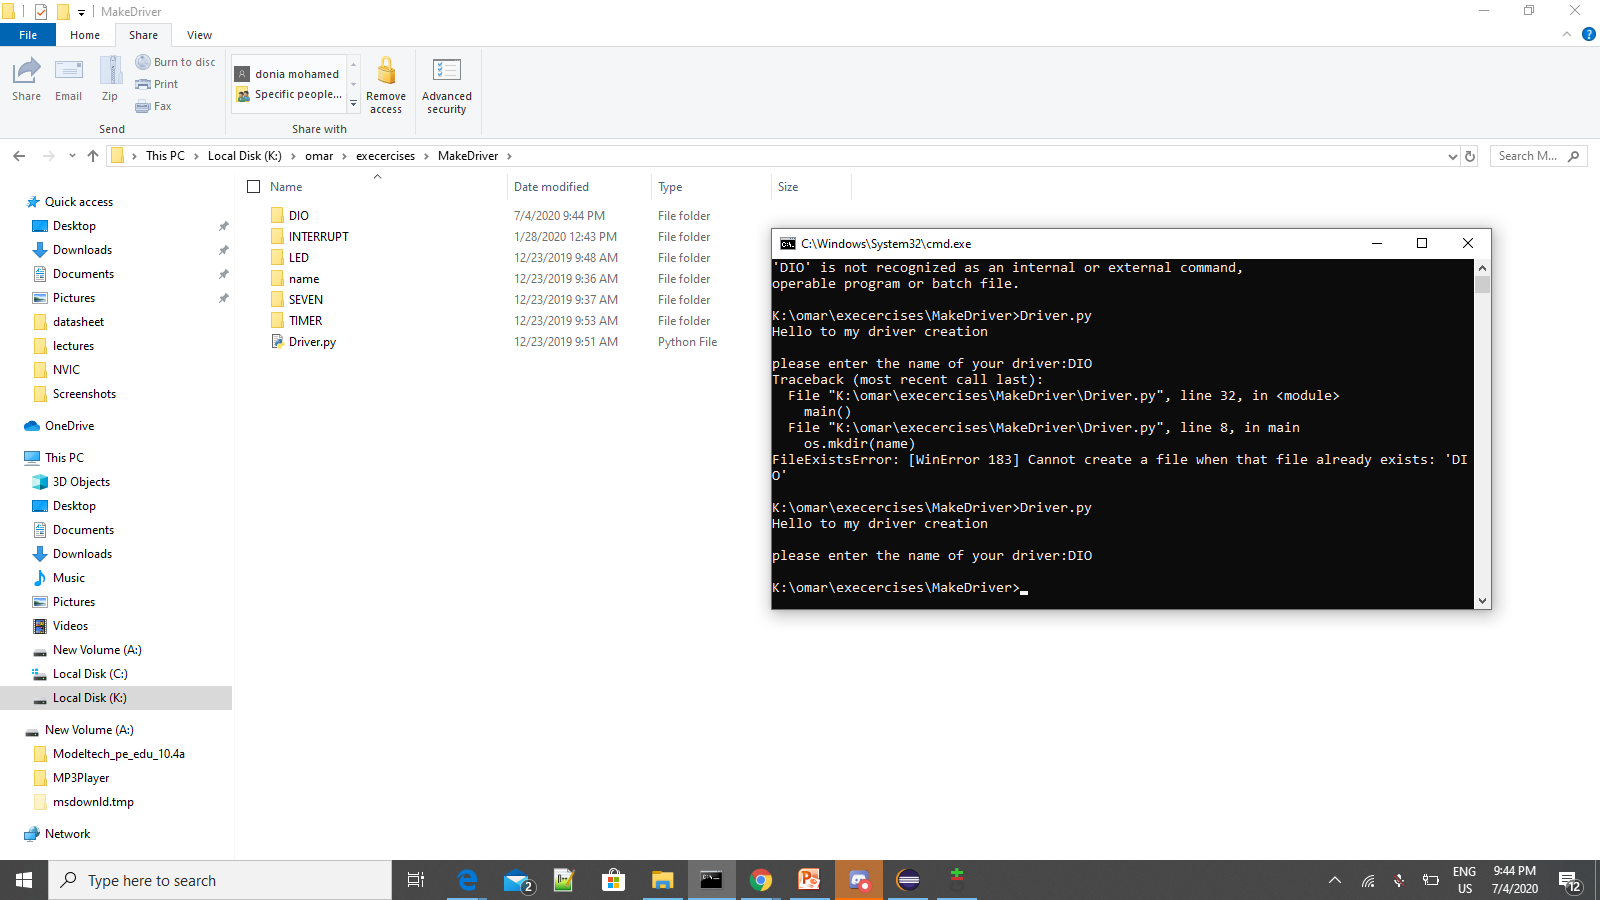 MakeDriver
File
Home
Share
View
Share
Email
Zip
Burn to disc
Print
Fax
Send
donia mohamed
Specific people...
Share with
Remove
access
Advanced
security
This PC > Local Disk (K:) > omar > execercises > MakeDriver >
Search M...
Quick access
Desktop
Downloads
Documents
Pictures
datasheet
lectures
NVIC
Screenshots
OneDrive
This PC
3D Objects
Desktop
Documents
Downloads
Music
Pictures
Videos
New Volume (A:)
Local Disk (C:)
Local Disk (K:)
New Volume (A:)
Modeltech_pe_edu_10.4a
MP3Player
msdownld.tmp
Network
Name Date modified Type Size
DIO 7/4/2020 9:44 PM File folder
INTERRUPT 1/28/2020 12:43 PM File folder
LED 12/23/2019 9:48 AM File folder
name 12/23/2019 9:36 AM File folder
SEVEN 12/23/2019 9:37 AM File folder
TIMER 12/23/2019 9:53 AM File folder
Driver.py 12/23/2019 9:51 AM Python File
C:\Windows\System32\cmd.exe
'DIO' is not recognized as an internal or external command,
operable program or batch file.
K:\omar\execercises\MakeDriver>Driver.py
Hello to my driver creation
please enter the name of your driver:DIO
Traceback (most recent call last):
File "K:\omar\execercises\MakeDriver\Driver.py", line 32, in <module>
main()
File "K:\omar\execercises\MakeDriver\Driver.py", line 8, in main
os.mkdir(name)
FileExistsError: [WinError 183] Cannot create a file when that file already exists: 'DI
O'
K:\omar\execercises\MakeDriver>Driver.py
Hello to my driver creation
please enter the name of your driver:DIO
K:\omar\execercises\MakeDriver>
Type here to search
2
ENG
US
9:44 PM
7/4/2020
12